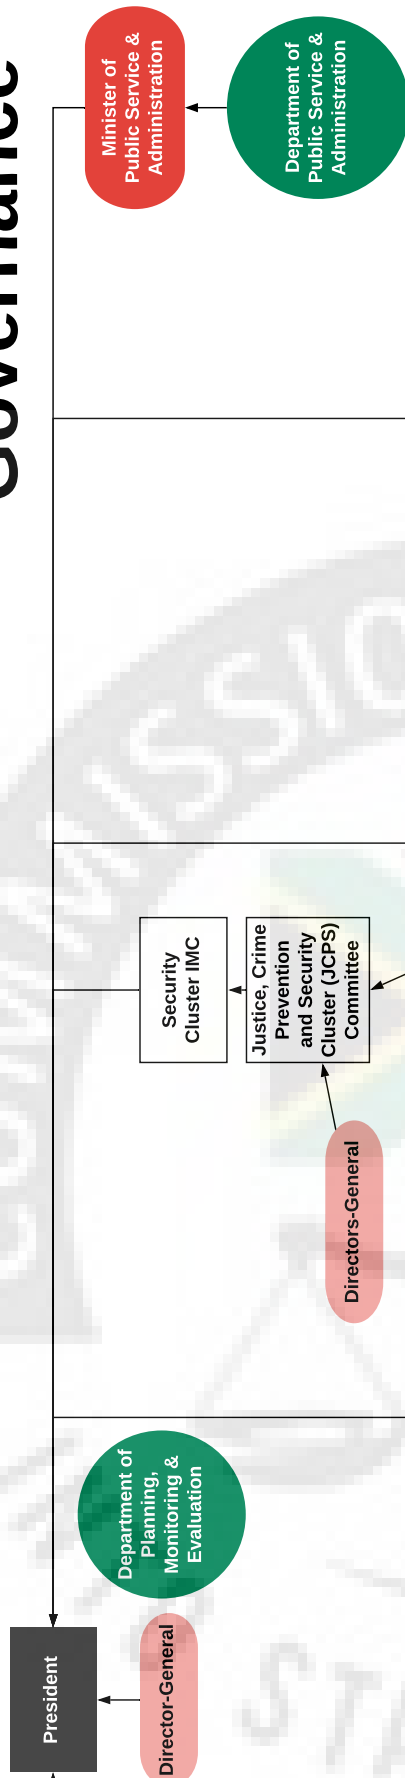 Governance
Minister of
Public Service &
Administration
Department of
Public Service &
Administration
Security
Cluster IMC
Justice, Crime
Prevention
and Security
Cluster (JCPS)
Committee
Directors-General
Department of
Planning,
Monitoring &
Evaluation
President
Director-General